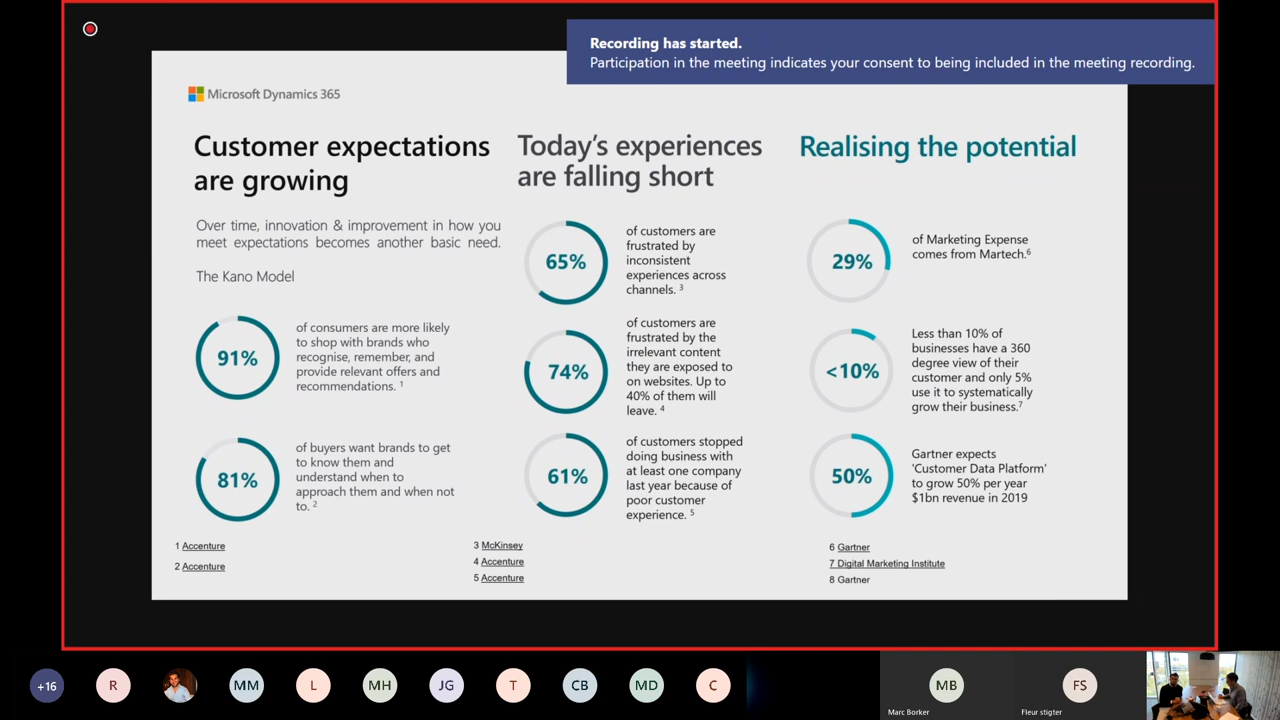 Recording has started.
Participation in the meeting indicates your consent to being included in the meeting recording.
Microsoft Dynamics 365
Customer expectations
are growing
Over time, innovation & improvement in how you
meet expectations becomes another basic need.
The Kano Model
91%
of consumers are more likely
to shop with brands who
recognise, remember, and
provide relevant offers and
recommendations. 1
81%
of buyers want brands to get
to know them and
understand when to
approach them and when not
to. 2
1 Accenture
2 Accenture
Today's experiences
are falling short
65%
of customers are
frustrated by
inconsistent
experiences across
channels. 3
74%
of customers are
frustrated by the
irrelevant content
they are exposed to
on websites. Up to
40% of them will
leave. 4
61%
of customers stopped
doing business with
at least one company
last year because of
poor customer
experience. 5
3 McKinsey
4 Accenture
5 Accenture
Realising the potential
29%
of Marketing Expense
comes from Martech.6
<10%
Less than 10% of
businesses have a 360
degree view of their
customer and only 5%
use it to systematically
grow their business.7
50%
Gartner expects
'Customer Data Platform'
to grow 50% per year
$1bn revenue in 2019
6 Gartner
7 Digital Marketing Institute
8 Gartner
+16
R
MM
L
MH
JG
T
CB
MD
C
MB
Marc Borker
FS
Fleur stigter